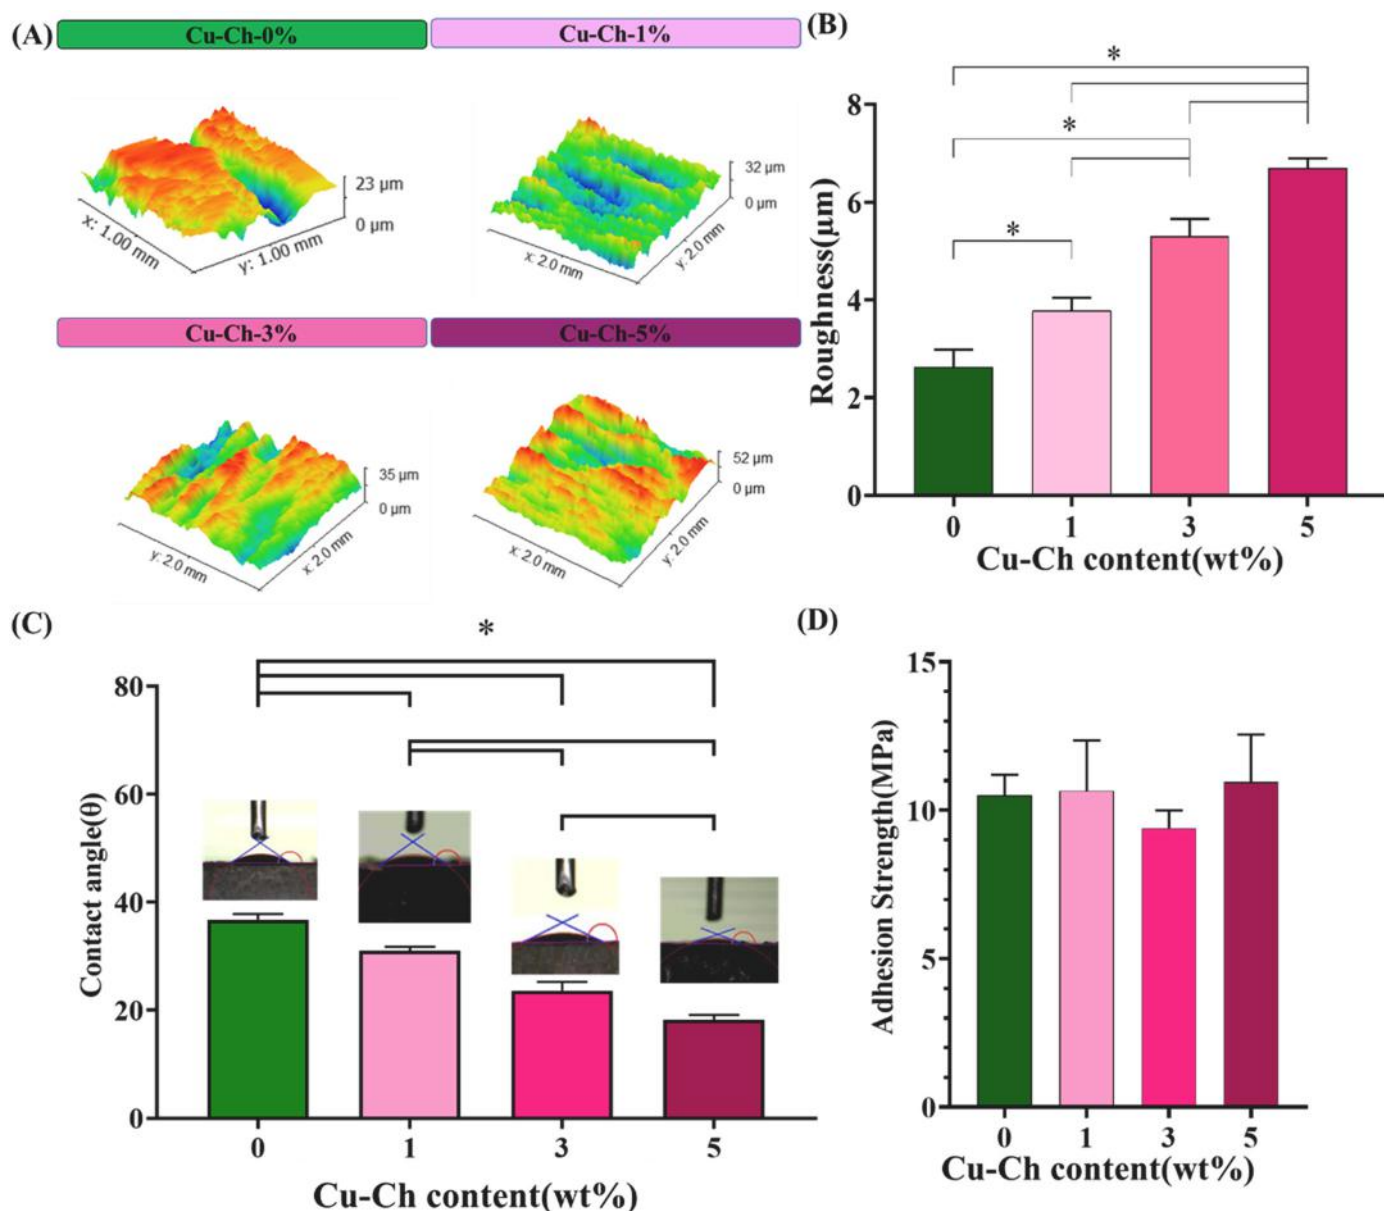 (A)
Cu-Ch-0%
Cu-Ch-1%
23 µm
0 µm
x: 1.00 mm
y: 1.00 mm
32 µm
0 µm
x: 2.0 mm
y: 2.0 mm
Cu-Ch-3%
Cu-Ch-5%
35 µm
0 µm
y: 2.0 mm
x: 2.0 mm
52 µm
0 µm
x: 2.0 mm
y: 2.0 mm
(B)
*
*
*
8
6
4
2
0
Roughness(µm)
0 1 3 5
Cu-Ch content(wt%)
(C)
*
80
60
40
20
0
Contact angle(θ)
0 1 3 5
Cu-Ch content(wt%)
(D)
15
10
5
0
Adhesion Strength(MPa)
0 1 3 5
Cu-Ch content(wt%)